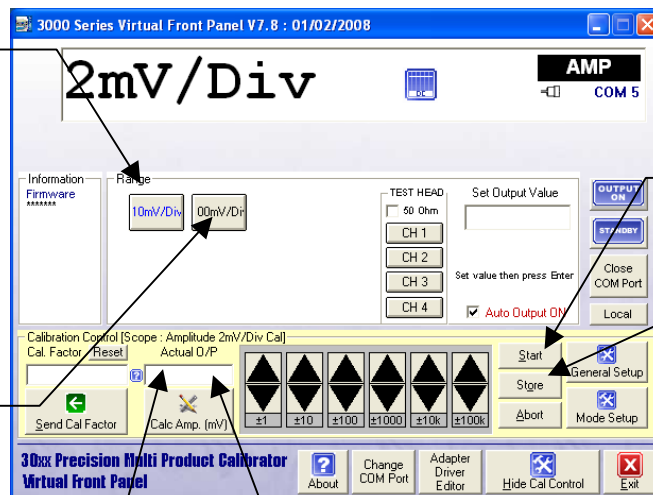 3000 Series Virtual Front Panel V7.8 : 01/02/2008
2mV/Div
DC
AMP
COM 5
Information
Firmware
*******
Range
10mV/Div
00mV/Di
TEST HEAD
50 Ohm
CH 1
CH 2
CH 3
CH 4
Set Output Value
Set value then press Enter
Auto Output ON
OUTPUT ON
STANDBY
Close
COM Port
Local
Calibration Control [Scope : Amplitude 2mV/Div Cal]
Cal. Factor
Reset
Actual O/P
?
Send Cal Factor
Calc Amp. (mV)
±1
±10
±100
±1000
±10k
±100k
Start
Store
Abort
General Setup
Mode Setup
30xx Precision Multi Product Calibrator
Virtual Front Panel
?
About
Change
COM Port
Adapter
Driver
Editor
Hide Cal Control
X
Exit